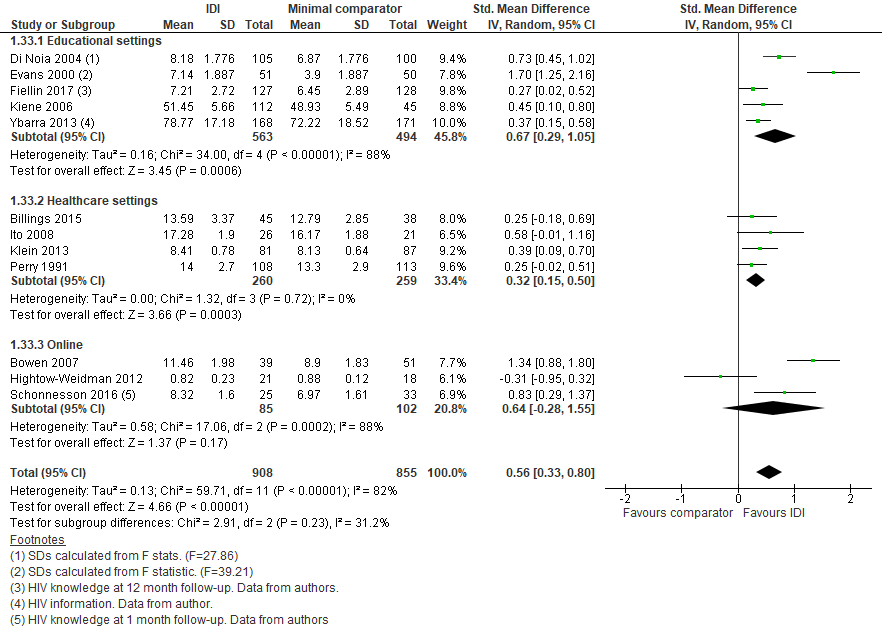 IDI Minimal comparator Std. Mean Difference Std. Mean Difference
Study or Subgroup Mean SD Total Mean SD Total Weight IV, Random, 95% CI IV, Random, 95% CI
1.33.1 Educational settings
Di Noia 2004 (1) 8.18 1.776 105 6.87 1.776 100 9.4% 0.73 [0.45, 1.02]
Evans 2000 (2) 7.14 1.887 51 3.9 1.887 50 7.8% 1.70 [1.25, 2.16]
Fiellin 2017 (3) 7.21 2.72 127 6.45 2.89 128 9.7% 0.27 [0.02, 0.52]
Kiene 2006 51.45 5.66 112 48.93 5.49 45 8.8% 0.45 [0.10, 0.80]
Ybarra 2013 (4) 78.77 17.18 168 72.22 18.52 171 10.0% 0.37 [0.15, 0.58]
Subtotal (95% CI) 563 494 45.8% 0.67 [0.29, 1.05]
Heterogeneity: Tau² = 0.16; Chi² = 34.00, df = 4 (P < 0.00001); I² = 88%
Test for overall effect: Z = 3.45 (P = 0.0006)
1.33.2 Healthcare settings
Billings 2015 13.59 3.37 45 12.79 2.85 38 8.0% 0.25 [-0.18, 0.69]
Ito 2008 17.28 1.9 26 16.17 1.88 21 6.7% 0.58 [-0.01, 1.16]
Klein 2013 8.41 0.78 81 8.13 0.64 87 9.2% 0.39 [0.09, 0.70]
Perry 1991 14 2.7 108 13.3 2.9 113 9.6% 0.25 [-0.02, 0.51]
Subtotal (95% CI) 260 259 33.4% 0.32 [0.15, 0.50]
Heterogeneity: Tau² = 0.00; Chi² = 1.32, df = 3 (P = 0.72); I² = 0%
Test for overall effect: Z = 3.66 (P = 0.0003)
1.33.3 Online
Bowen 2007 11.46 1.98 39 8.9 1.83 51 7.7% 1.34 [0.88, 1.80]
Hightow-Weidman 2012 0.82 0.23 21 0.88 0.12 18 6.1% -0.31 [-0.95, 0.32]
Schonnesson 2016 (5) 8.32 1.6 25 6.97 1.61 33 7.0% 0.83 [0.29, 1.37]
Subtotal (95% CI) 85 102 20.8% 0.64 [-0.28, 1.55]
Heterogeneity: Tau² = 0.58; Chi² = 17.06, df = 2 (P = 0.0002); I² = 88%
Test for overall effect: Z = 1.37 (P = 0.17)
Total (95% CI) 908 855 100.0% 0.56 [0.33, 0.80]
Heterogeneity: Tau² = 0.13; Chi² = 59.71, df = 11 (P < 0.00001); I² = 82%
Test for overall effect: Z = 4.66 (P < 0.00001)
Test for subgroup differences: Chi² = 2.91, df = 2 (P = 0.23), I² = 31.2%
-2 -1 0 1 2
Favours comparator Favours IDI
Footnotes
(1) SDs calculated from F stats. (F=27.86)
(2) SDs calculated from F statistic. (F=39.21)
(3) HIV knowledge at 12 month follow-up. Data from authors.
(4) HIV information. Data from author.
(5) HIV knowledge at 1 month follow-up. Data from authors